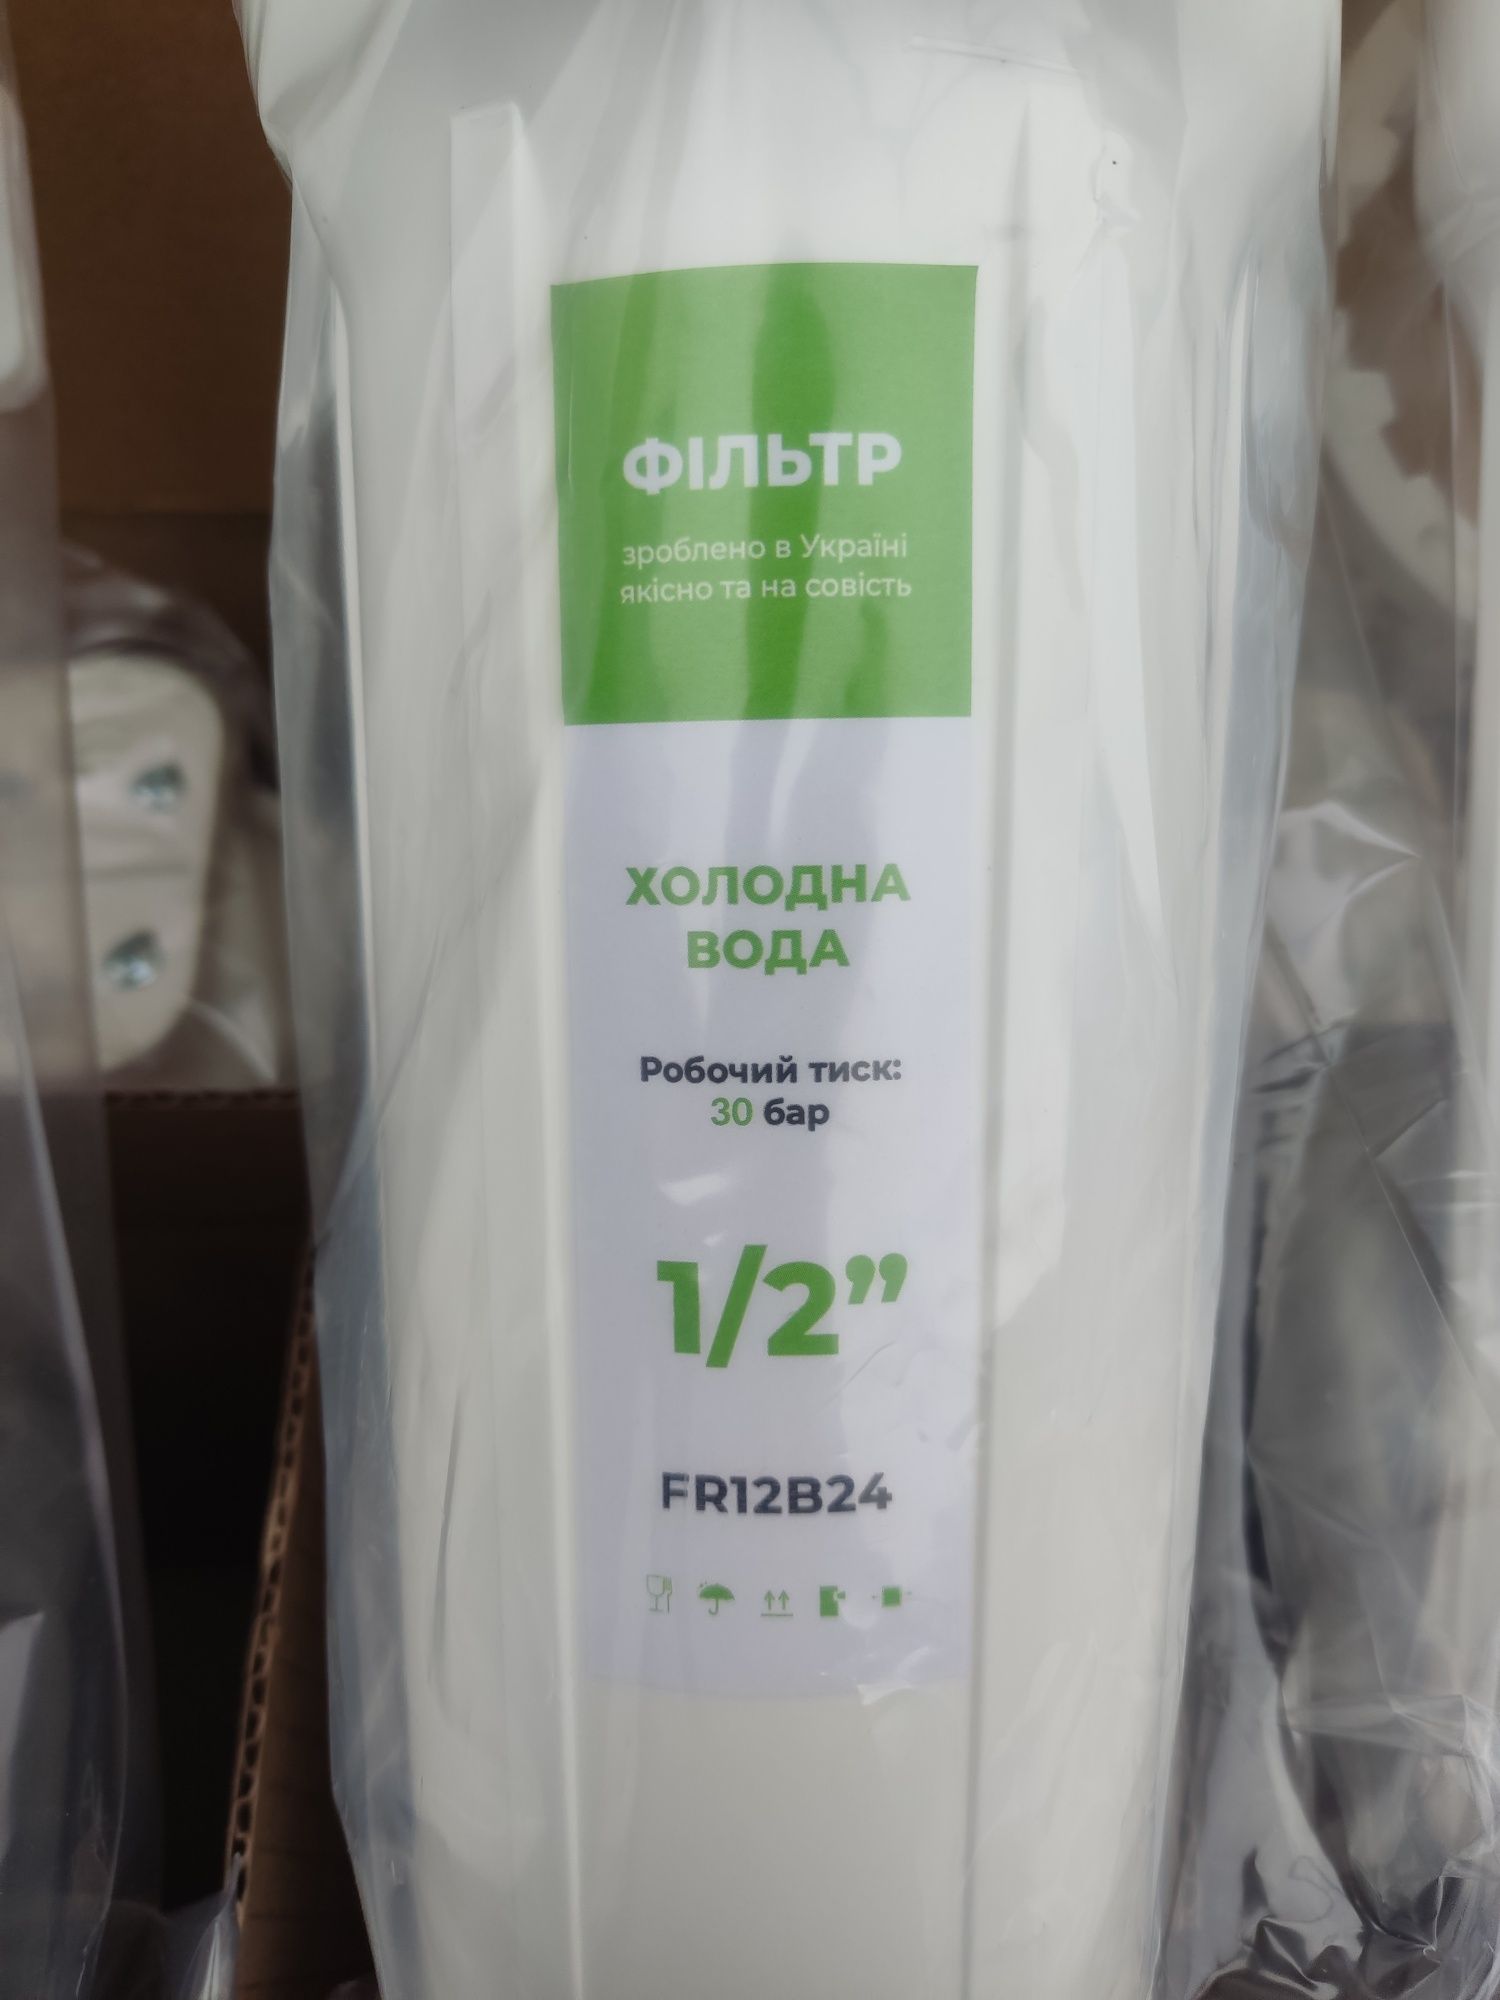 ФІЛЬТР
зроблено в Україні
якісно та на совість
ХОЛОДНА
ВОДА
Робочий тиск:
30 бар
1/2”
FR12B24